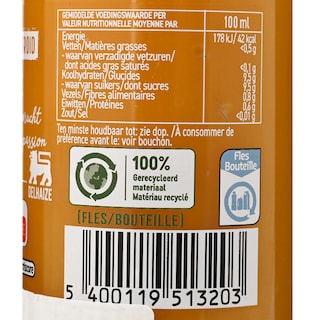 GEMIDDELDE VOEDINGSWAARDE PER
VALEUR NUTRITIONNELLE MOYENNE PAR
100 ml
Energie 178 kJ/ 42 kcal
Vetten/Matières grasses <0,5 g
- waarvan verzadigde vetzuren/
dont acides gras saturés <0,1 g
Koolhydraten/Glucides 9,5 g
- waarvan suikers/dont sucres 9,5 g
Vezels/Fibres alimentaires 0,8 g
Eiwitten/Protéines 0,6 g
Zout/Sel <0,01 g
Ten minste houdbaar tot: zie dop. / À consommer de
préférence avant le: voir bouchon.
DELHAIZE
100%
Gerecycleerd
materiaal
Matériau recyclé
(FLES/BOUTEILLE)
Fles
Bouteille
5 400119 513203